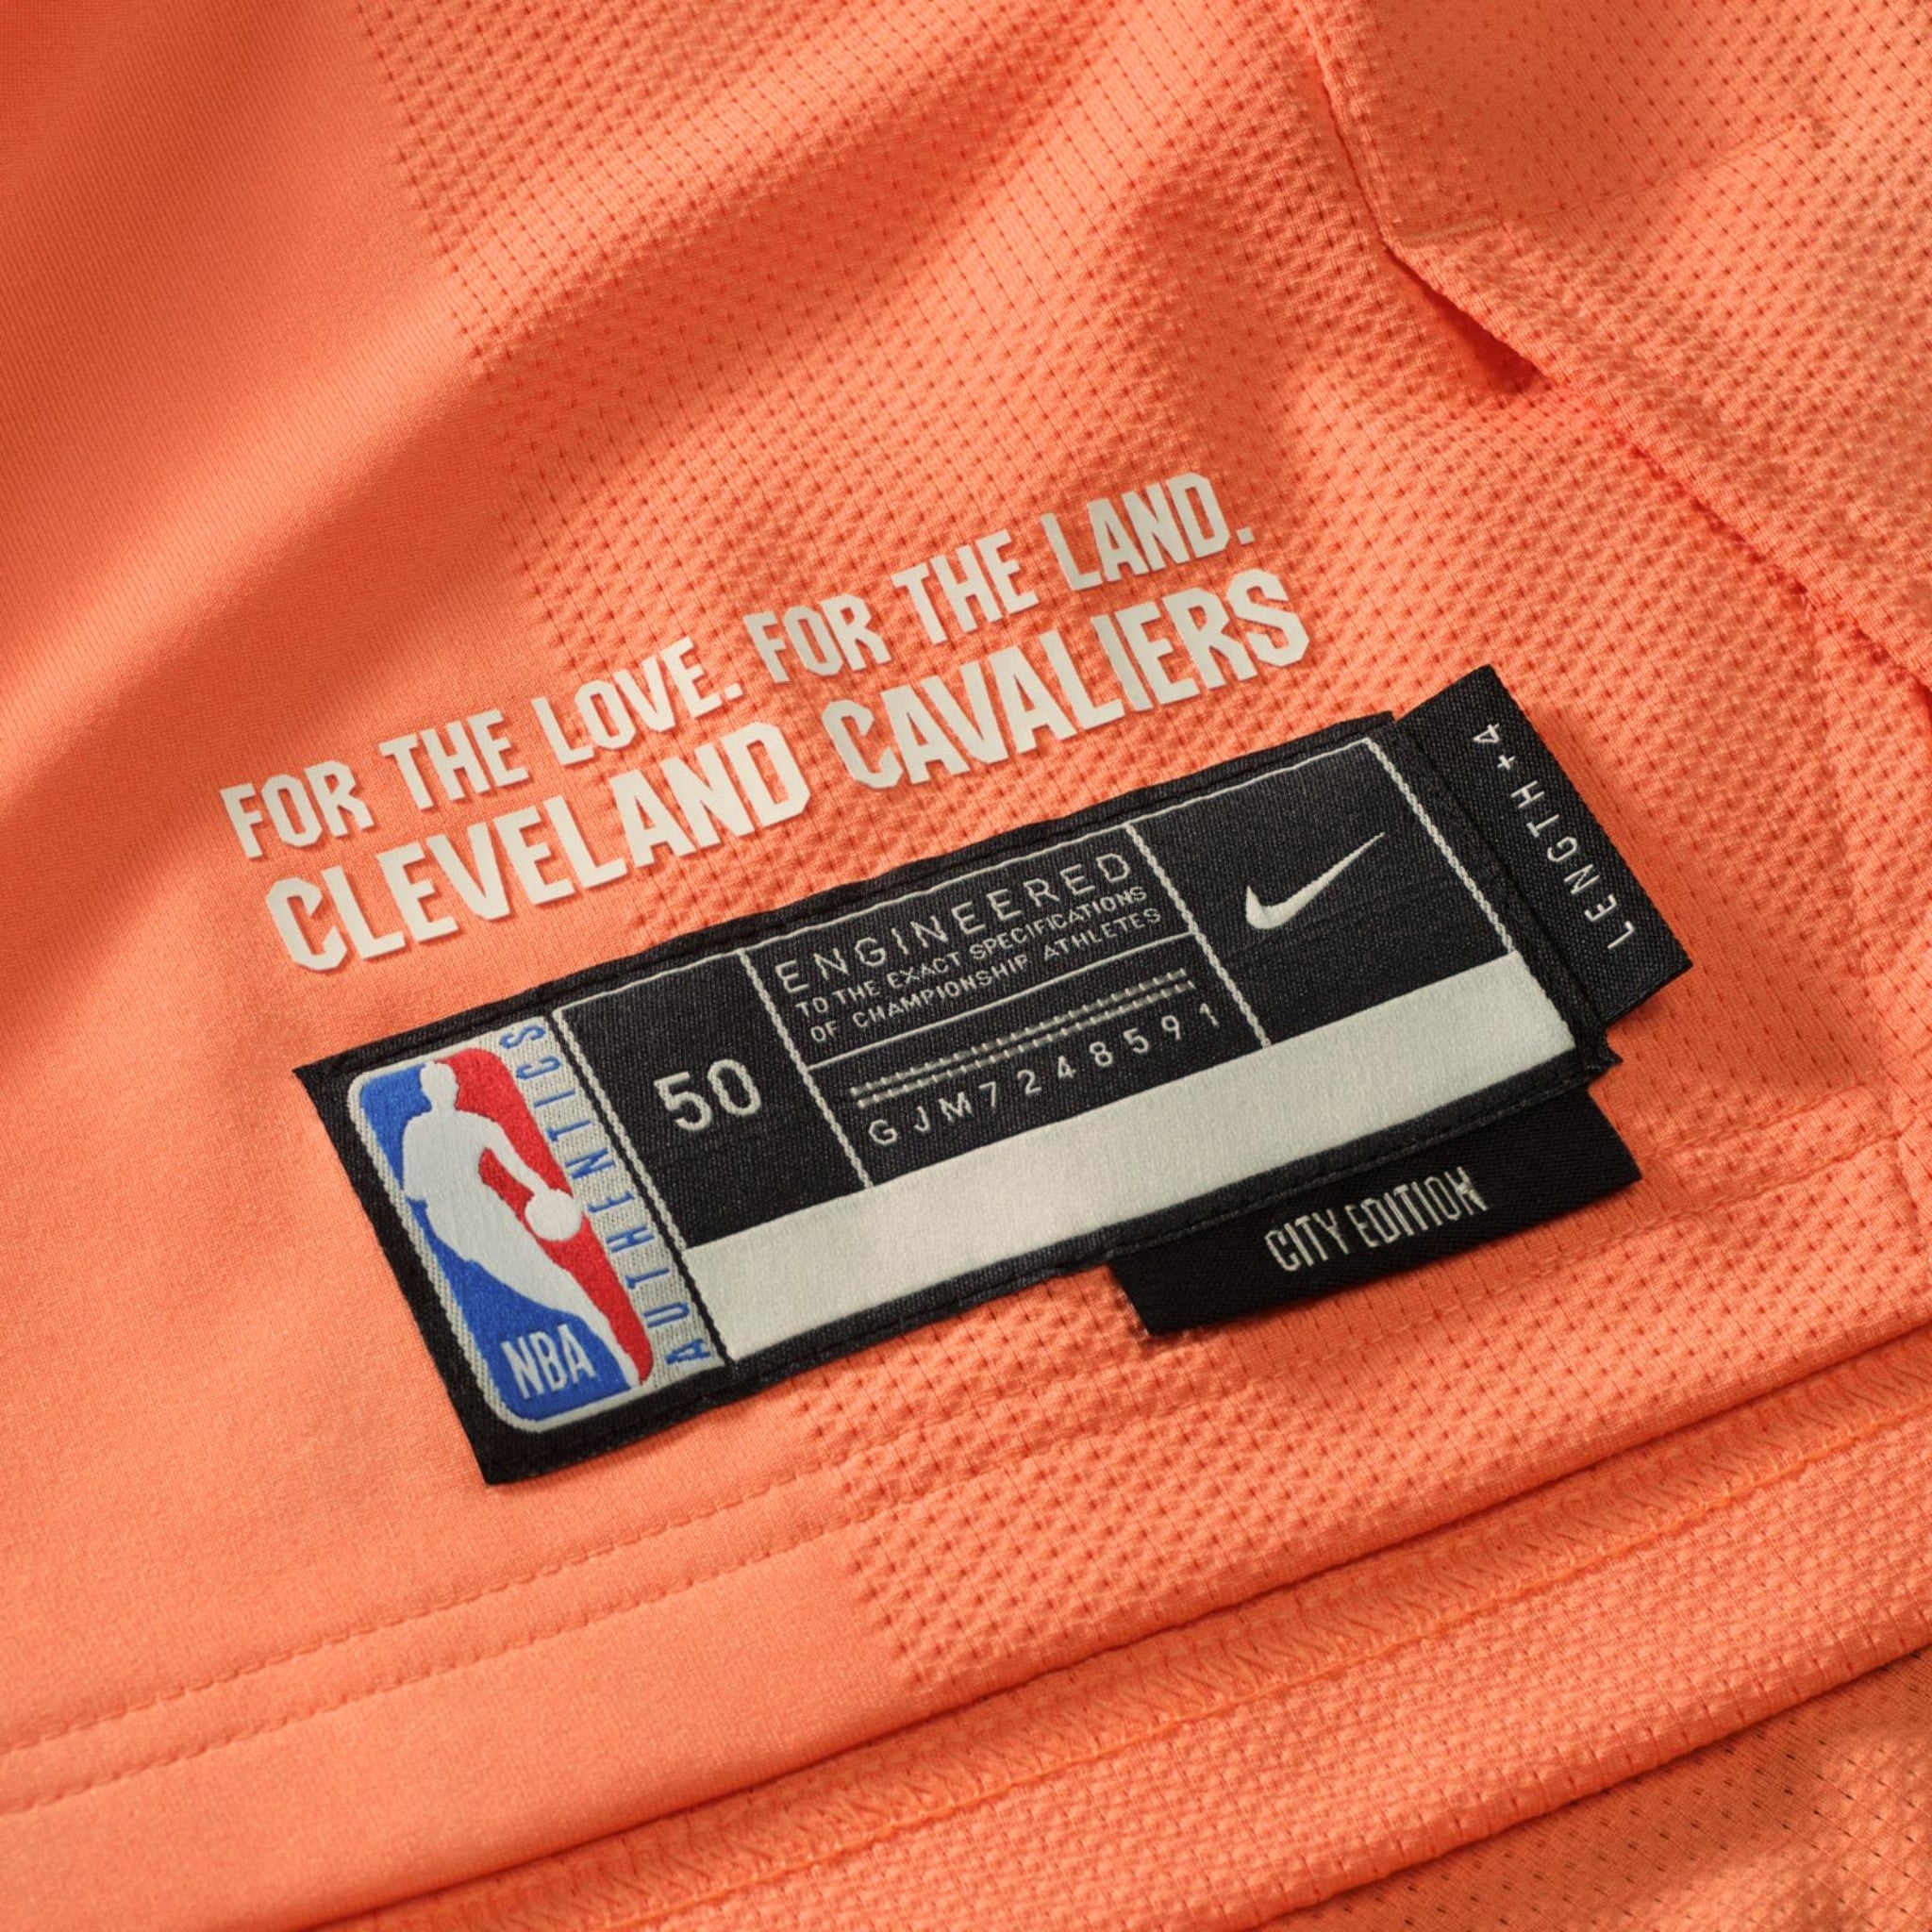 FOR THE LOVE. FOR THE LAND.
CLEVELAND CAVALIERS
NBA
AUTHENTICS
50
ENGINEERED
TO THE EXACT SPECIFICATIONS
OF CHAMPIONSHIP ATHLETES
GJM7248591
LENGTH+4
CITY EDITION